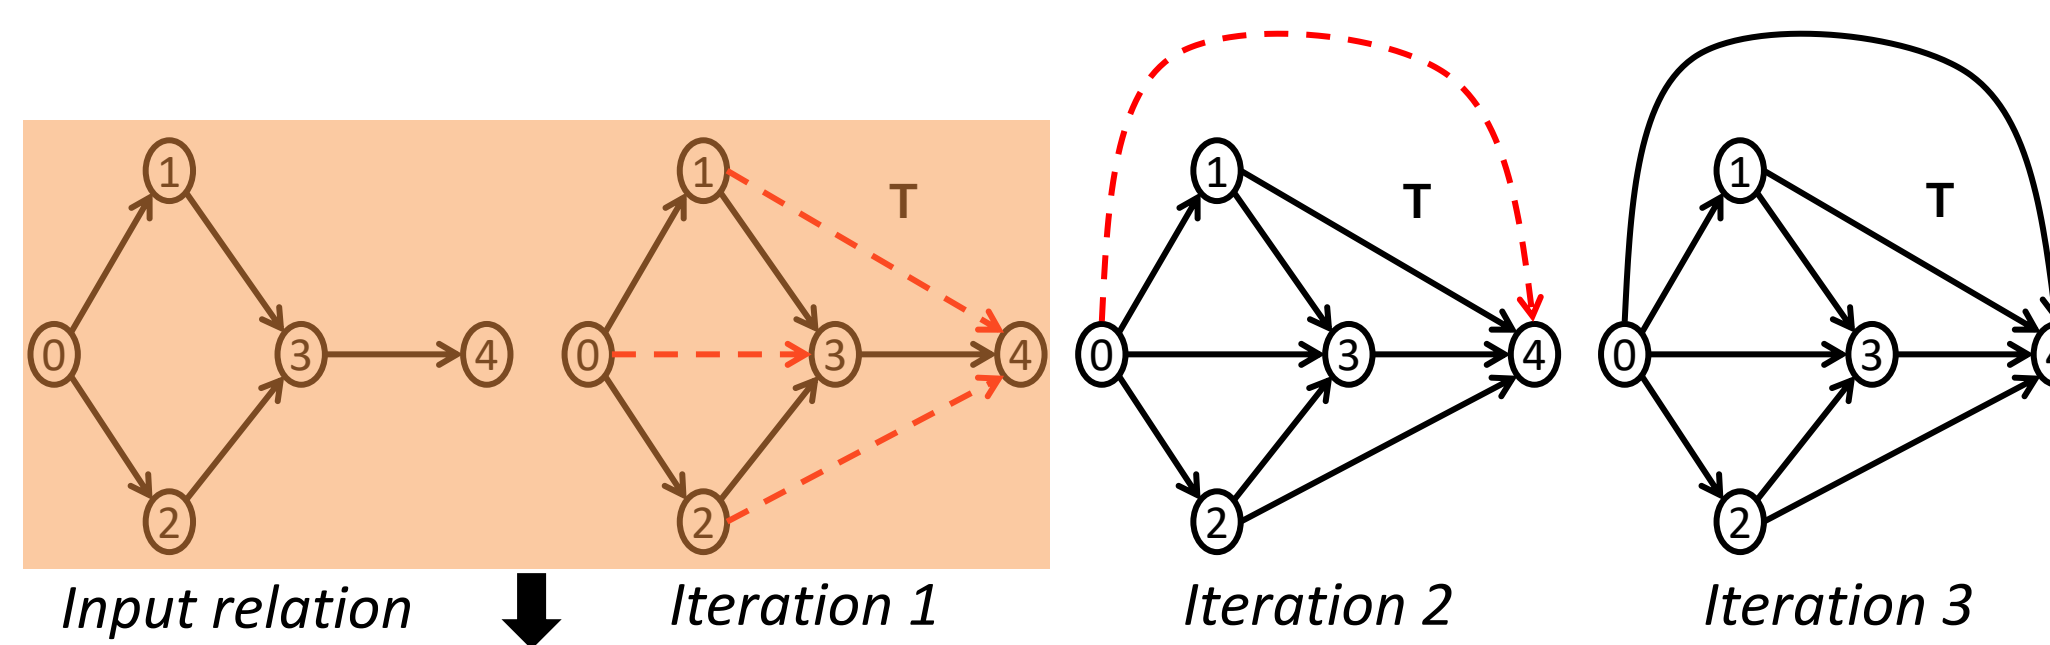 1 1 T 1 T 1 T
0 3 4 0 3 4 0 3 4 0 3
2 2 2 2
Input relation Iteration 1 Iteration 2 Iteration 3